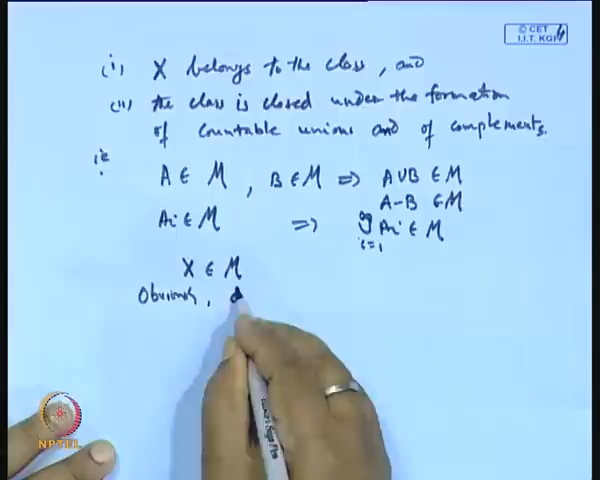 © CET
I.I.T. KGP
(i) X belongs to the class, and
(ii) the class is closed under the formation
of countable unions and of complements.
ie A ∈ M, B ∈ M ⇒ A∪B ∈ M
A-B ∈ M
Ai ∈ M ⇒ ∞∪i=1 Ai ∈ M
X ∈ M
Obviously,
NPTEL